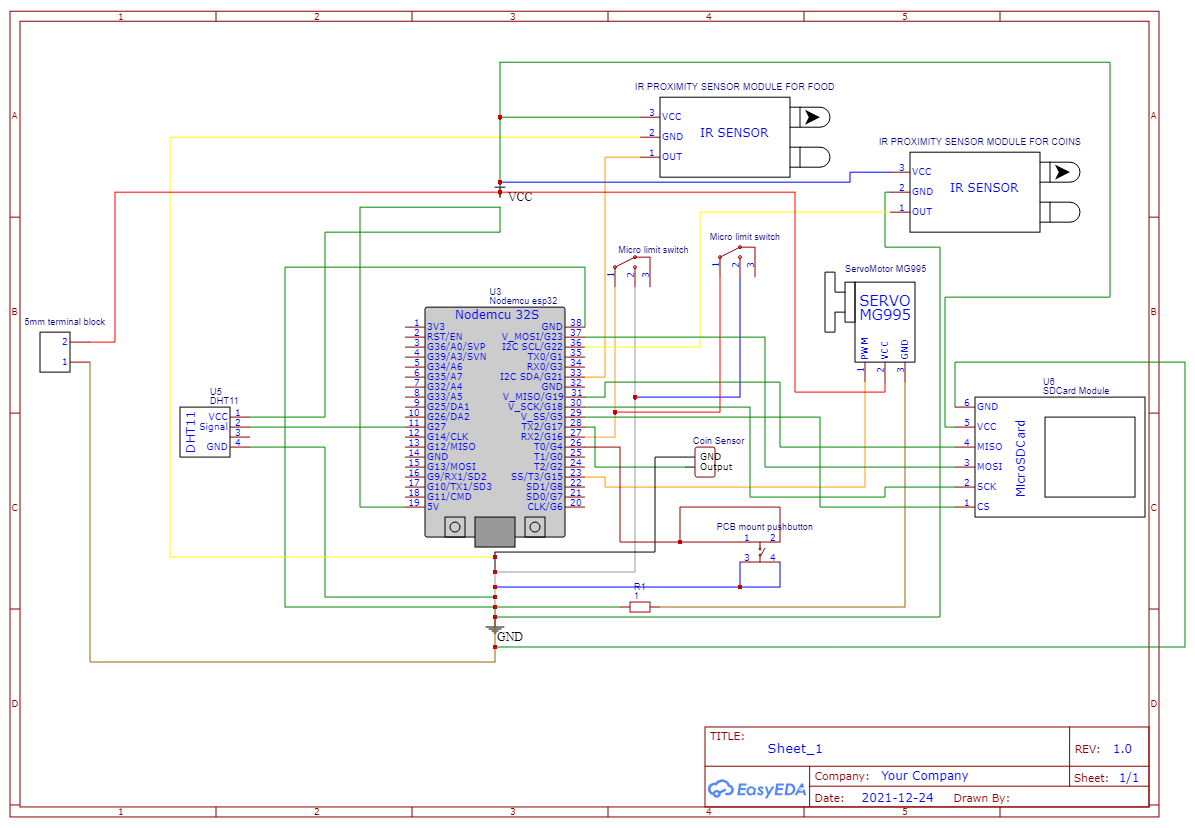 1 2 3 4 5
A A
B B
C C
D D
IR PROXIMITY SENSOR MODULE FOR FOOD
3 VCC
2 GND
1 OUT
IR SENSOR
IR PROXIMITY SENSOR MODULE FOR COINS
3 VCC
2 GND
1 OUT
IR SENSOR
VCC
Micro limit switch
1 2 3
Micro limit switch
1 2 3
ServoMotor MG995
SERVO
MG995
PWM VCC GND
1 2 3
5mm terminal block
2
1
U5
DHT11
DHT11
VCC 1
Signal 2
3
GND 4
U3
Nodemcu esp32
Nodemcu 32S
1 3V3 GND 38
2 RST/EN V_MOSI/G23 37
3 G36/A0/SVP I2C SCL/G22 36
4 G39/A3/SVN TX0/G1 35
5 G34/A6 RX0/G3 34
6 G35/A7 I2C SDA/G21 33
7 G32/A4 GND 32
8 G33/A5 V_MISO/G19 31
9 G25/DA1 V_SCK/G18 30
10 G26/DA2 V_SS/G5 29
11 G27 TX2/G17 28
12 G14/CLK RX2/G16 27
13 G12/MISO T0/G4 26
14 GND T1/G0 25
15 G13/MOSI T2/G2 24
16 G9/RX1/SD2 SS/T3/G15 23
17 G10/TX1/SD3 SD1/G8 22
18 G11/CMD SD0/G7 21
19 5V CLK/G6 20
Coin Sensor
GND
Output
U6
SDCard Module
MicroSDCard
6 GND
5 VCC
4 MISO
3 MOSI
2 SCK
1 CS
PCB mount pushbutton
1 2
3 4
R1
1
GND
TITLE:
Sheet_1
REV: 1.0
EasyEDA
Company: Your Company
Sheet: 1/1
Date: 2021-12-24 Drawn By:
1 2 3 4 5